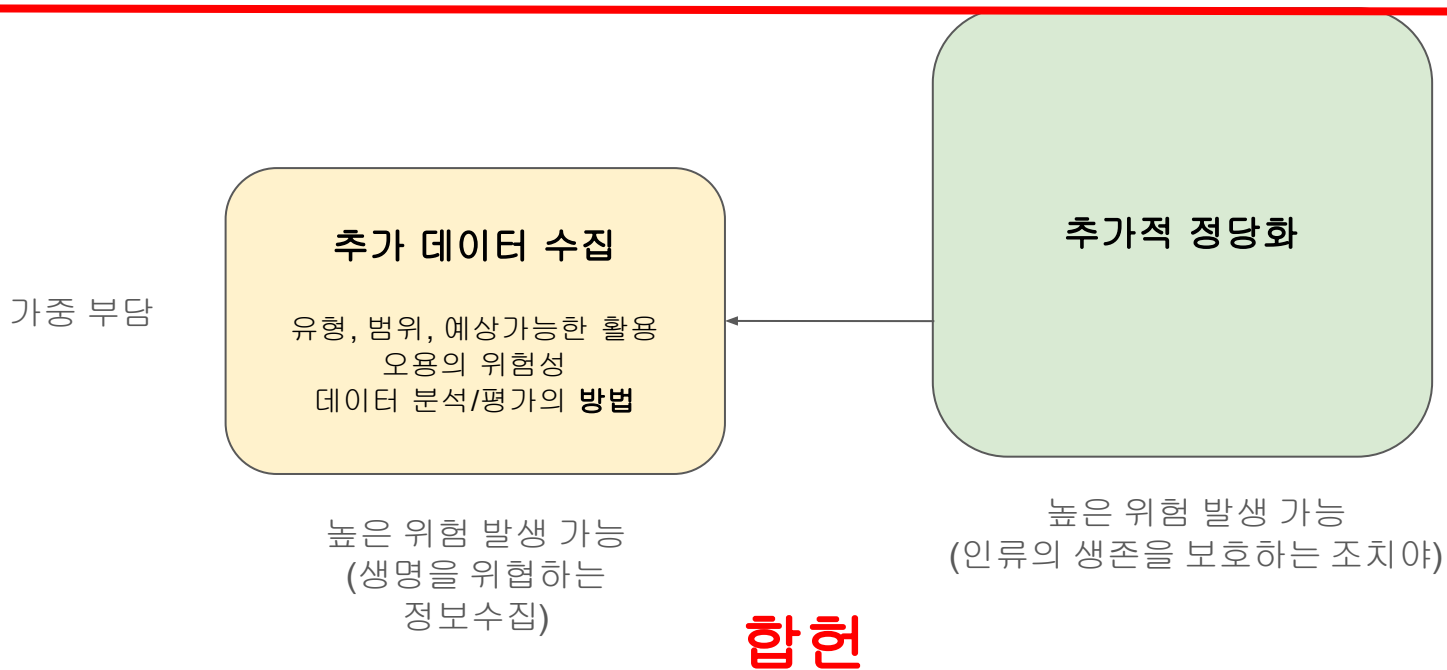 가중 부담
추가 데이터 수집
유형, 범위, 예상가능한 활용
오용의 위험성
데이터 분석/평가의 방법
추가적 정당화
높은 위험 발생 가능
(생명을 위협하는
정보수집)
높은 위험 발생 가능
(인류의 생존을 보호하는 조치야)
합헌